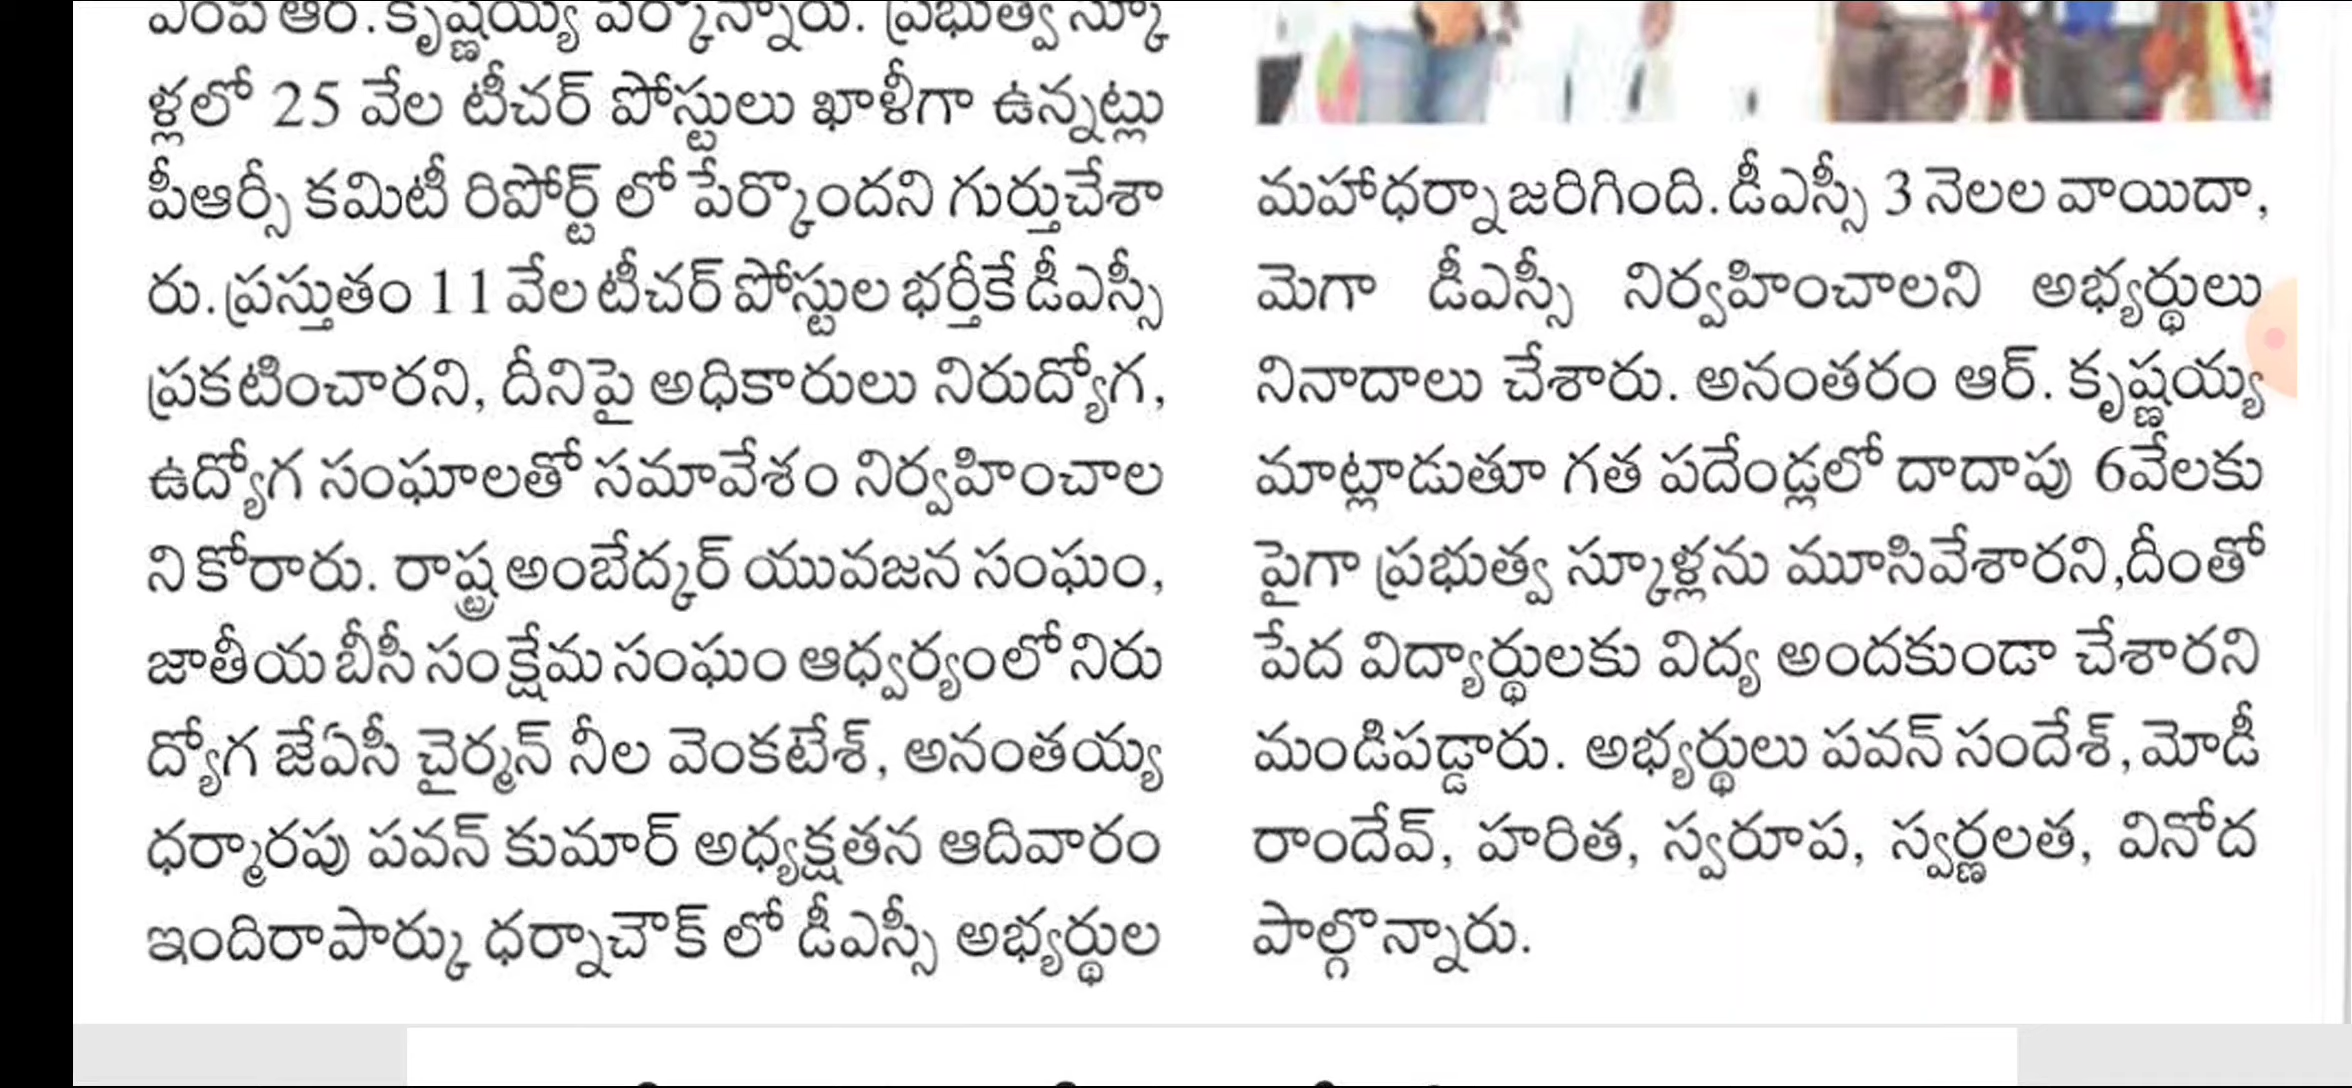 ఎంపీ ఆర్.కృష్ణయ్య పేర్కొన్నారు. ప్రభుత్వ స్కూ
ళ్లలో 25 వేల టీచర్ పోస్టులు ఖాళీగా ఉన్నట్లు
పీఆర్సీ కమిటీ రిపోర్ట్ లో పేర్కొందని గుర్తుచేశా
రు. ప్రస్తుతం 11 వేల టీచర్ పోస్టుల భర్తీకే డీఎస్సీ
ప్రకటించారని, దీనిపై అధికారులు నిరుద్యోగ,
ఉద్యోగ సంఘాలతో సమావేశం నిర్వహించాల
ని కోరారు. రాష్ట్ర అంబేద్కర్ యువజన సంఘం,
జాతీయ బీసీ సంక్షేమ సంఘం ఆధ్వర్యంలో నిరు
ద్యోగ జేఏసీ చైర్మన్ నీల వెంకటేశ్, అనంతయ్య
ధర్మారపు పవన్ కుమార్ అధ్యక్షతన ఆదివారం
ఇందిరాపార్కు ధర్నాచౌక్ లో డీఎస్సీ అభ్యర్థుల
మహాధర్నా జరిగింది. డీఎస్సీ 3 నెలల వాయిదా,
మెగా డీఎస్సీ నిర్వహించాలని అభ్యర్థులు
నినాదాలు చేశారు. అనంతరం ఆర్. కృష్ణయ్య
మాట్లాడుతూ గత పదేండ్లలో దాదాపు 6వేలకు
పైగా ప్రభుత్వ స్కూళ్లను మూసివేశారని,దీంతో
పేద విద్యార్థులకు విద్య అందకుండా చేశారని
మండిపడ్డారు. అభ్యర్థులు పవన్ సందేశ్, మోడీ
రాందేవ్, హరిత, స్వరూప, స్వర్ణలత, వినోద
పాల్గొన్నారు.